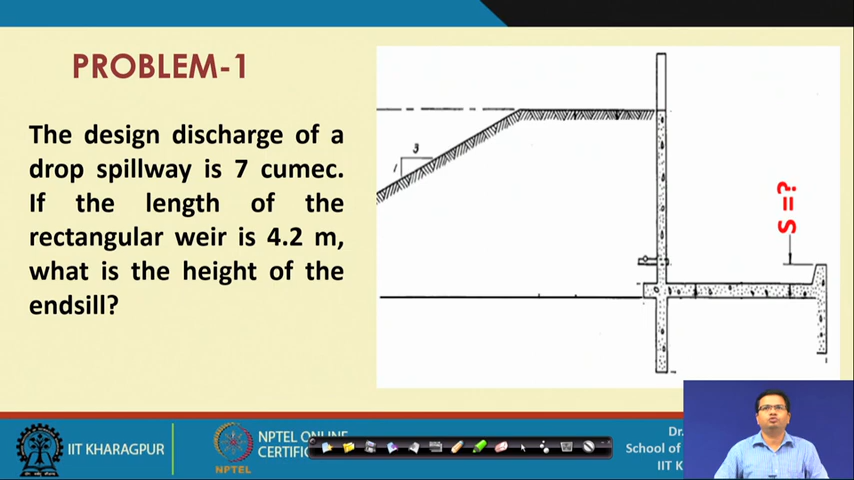 PROBLEM-1
The design discharge of a
drop spillway is 7 cumec.
If the length of the
rectangular weir is 4.2 m,
what is the height of the
endsill?
3
1
S =?
IIT KHARAGPUR
NPTEL
NPTEL ONLINE
CERTIFIC
Dr.
School of
IIT K